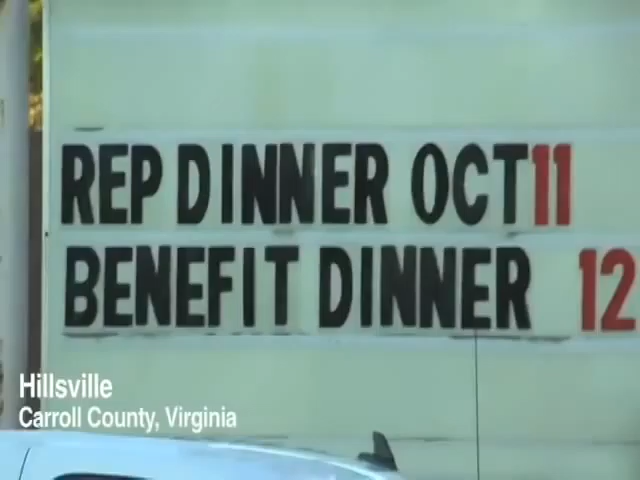 REP DINNER OCT 11
BENEFIT DINNER 12
Hillsville
Carroll County, Virginia